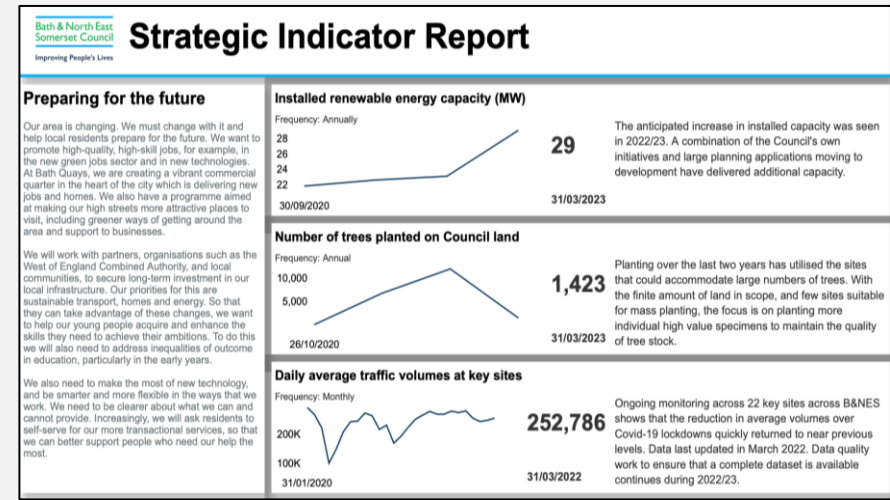 Bath & North East
Somerset Council
Improving People's Lives
Strategic Indicator Report
Preparing for the future
Our area is changing. We must change with it and
help local residents prepare for the future. We want to
promote high-quality, high-skill jobs, for example, in
the new green jobs sector and in new technologies.
At Bath Quays, we are creating a vibrant commercial
quarter in the heart of the city which is delivering new
jobs and homes. We also have a programme aimed
at making our high streets more attractive places to
visit, including greener ways of getting around the
area and support to businesses.
We will work with partners, organisations such as the
West of England Combined Authority, and local
communities, to secure long-term investment in our
local infrastructure. Our priorities for this are
sustainable transport, homes and energy. So that
they can take advantage of these changes, we want
to help our young people acquire and enhance the
skills they need to achieve their ambitions. To do this
we will also need to address inequalities of outcome
in education, particularly in the early years.
We also need to make the most of new technology,
and be smarter and more flexible in the ways that we
work. We need to be clearer about what we can and
cannot provide. Increasingly, we will ask residents to
self-serve for our more transactional services, so that
we can better support people who need our help the
most.
Installed renewable energy capacity (MW)
Frequency: Annually
28
26
24
22
30/09/2020
29
31/03/2023
The anticipated increase in installed capacity was seen
in 2022/23. A combination of the Council's own
initiatives and large planning applications moving to
development have delivered additional capacity.
Number of trees planted on Council land
Frequency: Annual
10,000
5,000
26/10/2020
1,423
31/03/2023
Planting over the last two years has utilised the sites
that could accommodate large numbers of trees. With
the finite amount of land in scope, and few sites suitable
for mass planting, the focus is on planting more
individual high value specimens to maintain the quality
of tree stock.
Daily average traffic volumes at key sites
Frequency: Monthly
200K
100K
31/01/2020
252,786
31/03/2022
Ongoing monitoring across 22 key sites across B&NES
shows that the reduction in average volumes over
Covid-19 lockdowns quickly returned to near previous
levels. Data last updated in March 2022. Data quality
work to ensure that a complete dataset is available
continues during 2022/23.